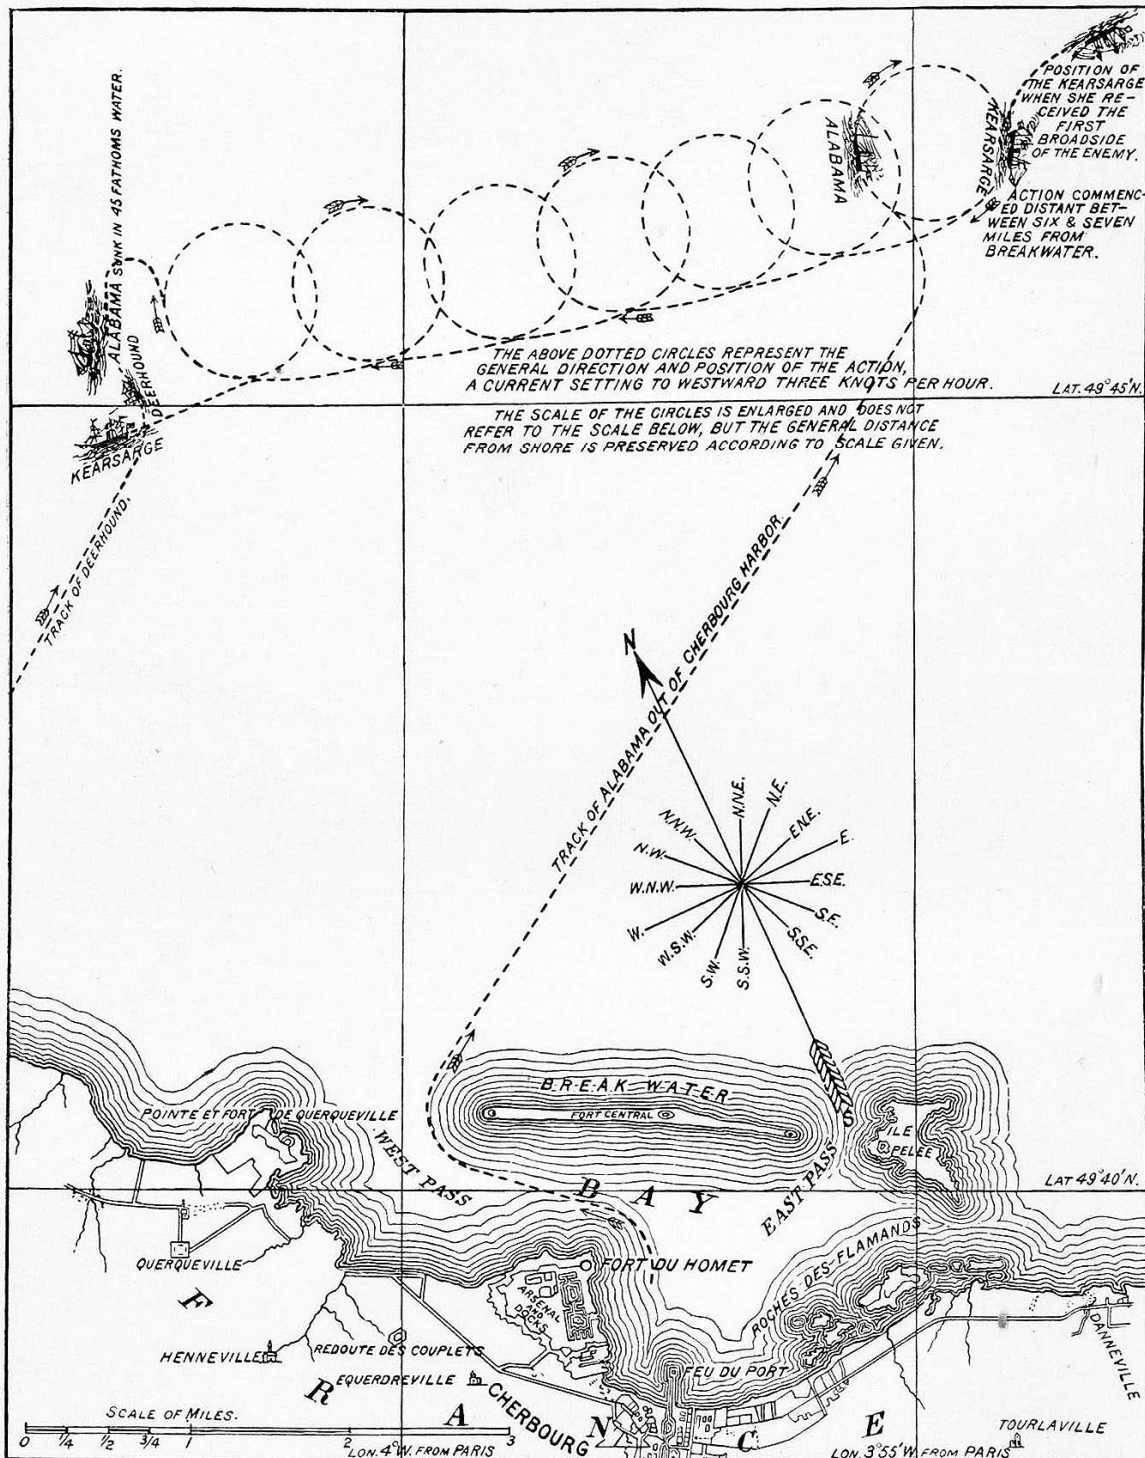 POSITION OF
THE KEARSARGE
WHEN SHE RE-
CEIVED THE
FIRST
BROADSIDE
OF THE ENEMY.
KEARSARGE
ALABAMA
ACTION COMMENC-
ED DISTANT BET-
WEEN SIX & SEVEN
MILES FROM
BREAKWATER.
ALABAMA SUNK IN 45 FATHOMS WATER.
DEERHOUND
KEARSARGE
THE ABOVE DOTTED CIRCLES REPRESENT THE
GENERAL DIRECTION AND POSITION OF THE ACTION,
A CURRENT SETTING TO WESTWARD THREE KNOTS PER HOUR.
LAT. 49°45'N.
THE SCALE OF THE CIRCLES IS ENLARGED AND DOES NOT
REFER TO THE SCALE BELOW, BUT THE GENERAL DISTANCE
FROM SHORE IS PRESERVED ACCORDING TO SCALE GIVEN.
TRACK OF DEERHOUND.
TRACK OF ALABAMA OUT OF CHERBOURG HARBOR.
N
N.N.E.
N.E.
EN.E.
E.
E.S.E.
S.E.
S.S.E.
S.S.W.
S.W.
W.S.W.
W.
W.N.W.
N.W.
N.N.W.
S
BREAK-WATER
FORT CENTRAL
POINTE ET FORT DE QUERQUEVILLE
WEST PASS
ILE
PELÉE
EAST PASS
BAY
LAT 49°40'N.
QUERQUEVILLE
FORT DU HOMET
ROCHES-DES-FLAMANDS
ARSENAL
AND
DOCKS
DANNEVILLE
HENNEVILLE
REDOUTE DES COUPLETS
EQUERDREVILLE
FEU DU PORT
CHERBOURG
FRANCE
TOURLAVILLE
SCALE OF MILES.
0 1/4 1/2 3/4 1 2 3
LON. 4°W. FROM PARIS
LON. 3°55'W. FROM PARIS